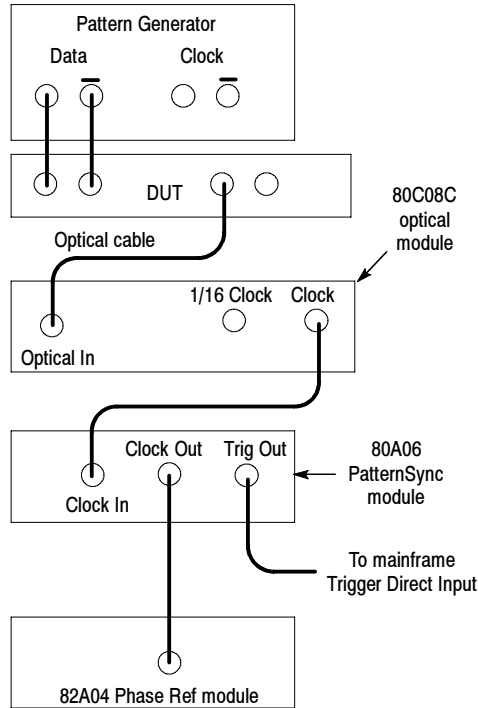 Pattern Generator
Data
Clock
DUT
80C08C
optical
module
Optical cable
1/16 Clock
Clock
Optical In
Clock Out
Trig Out
80A06
PatternSync
module
Clock In
To mainframe
Trigger Direct Input
82A04 Phase Ref module